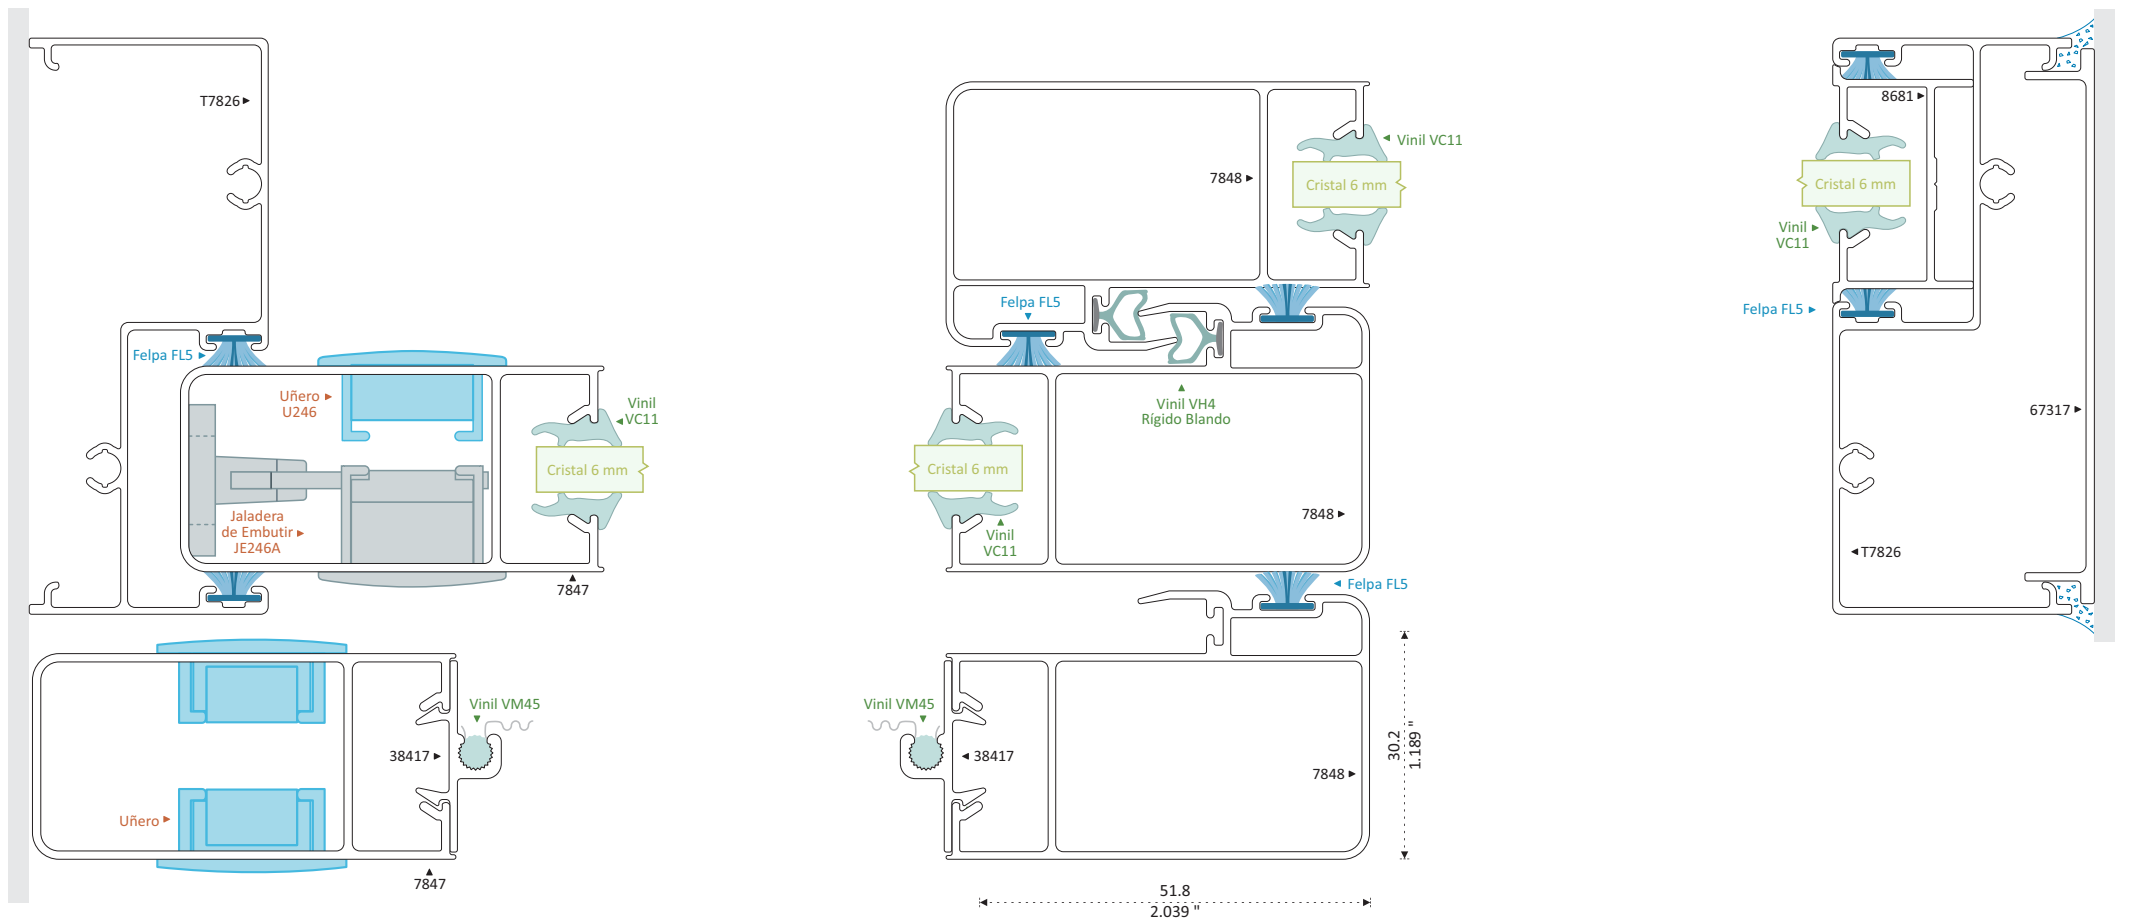 T7826
Felpa FL5
Uñero
U246
Vinil
VC11
Cristal 6 mm
Jaladera
de Embutir
JE246A
7847
Vinil VM45
38417
Uñero
7847
7848
Vinil VC11
Cristal 6 mm
Felpa FL5
Vinil VH4
Rígido Blando
Cristal 6 mm
Vinil
VC11
7848
Felpa FL5
Vinil VM45
38417
7848
30.2
1.189 "
51.8
2.039 "
8681
Cristal 6 mm
Vinil
VC11
Felpa FL5
67317
T7826